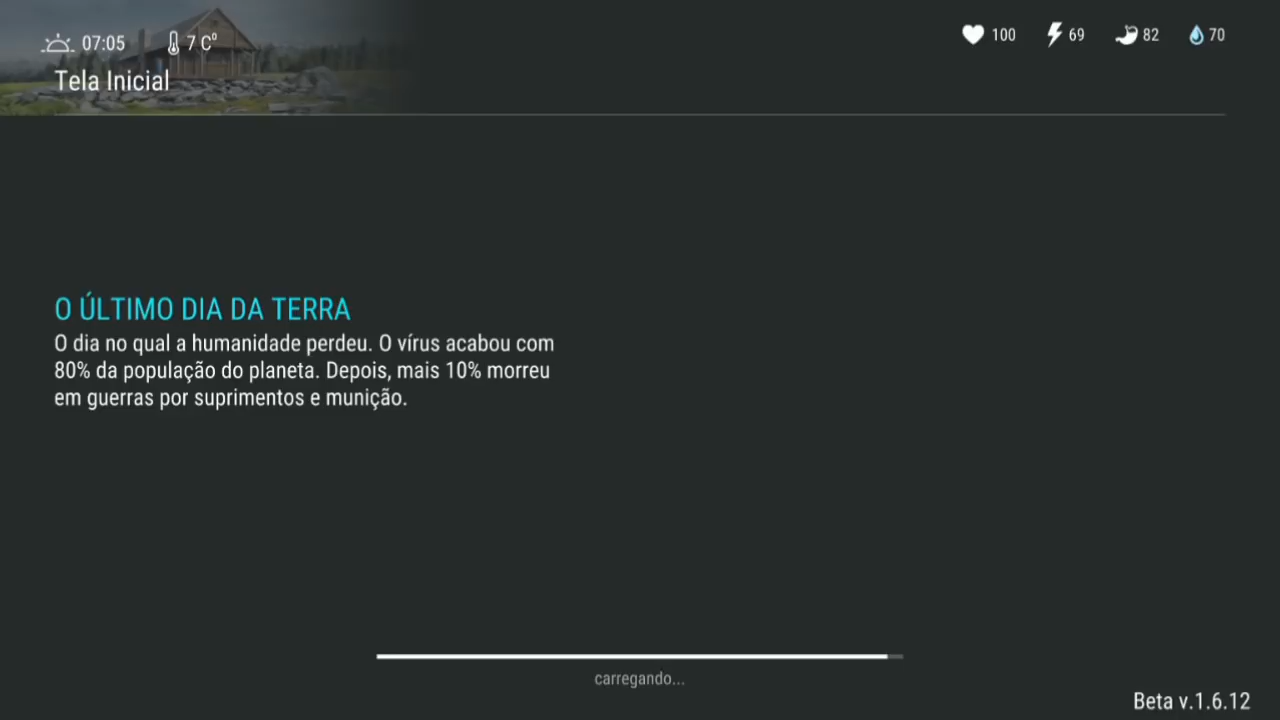 07:05 7 Cº
100 69 82 70
Tela Inicial
O ÚLTIMO DIA DA TERRA
O dia no qual a humanidade perdeu. O vírus acabou com
80% da população do planeta. Depois, mais 10% morreu
em guerras por suprimentos e munição.
carregando...
Beta v.1.6.12